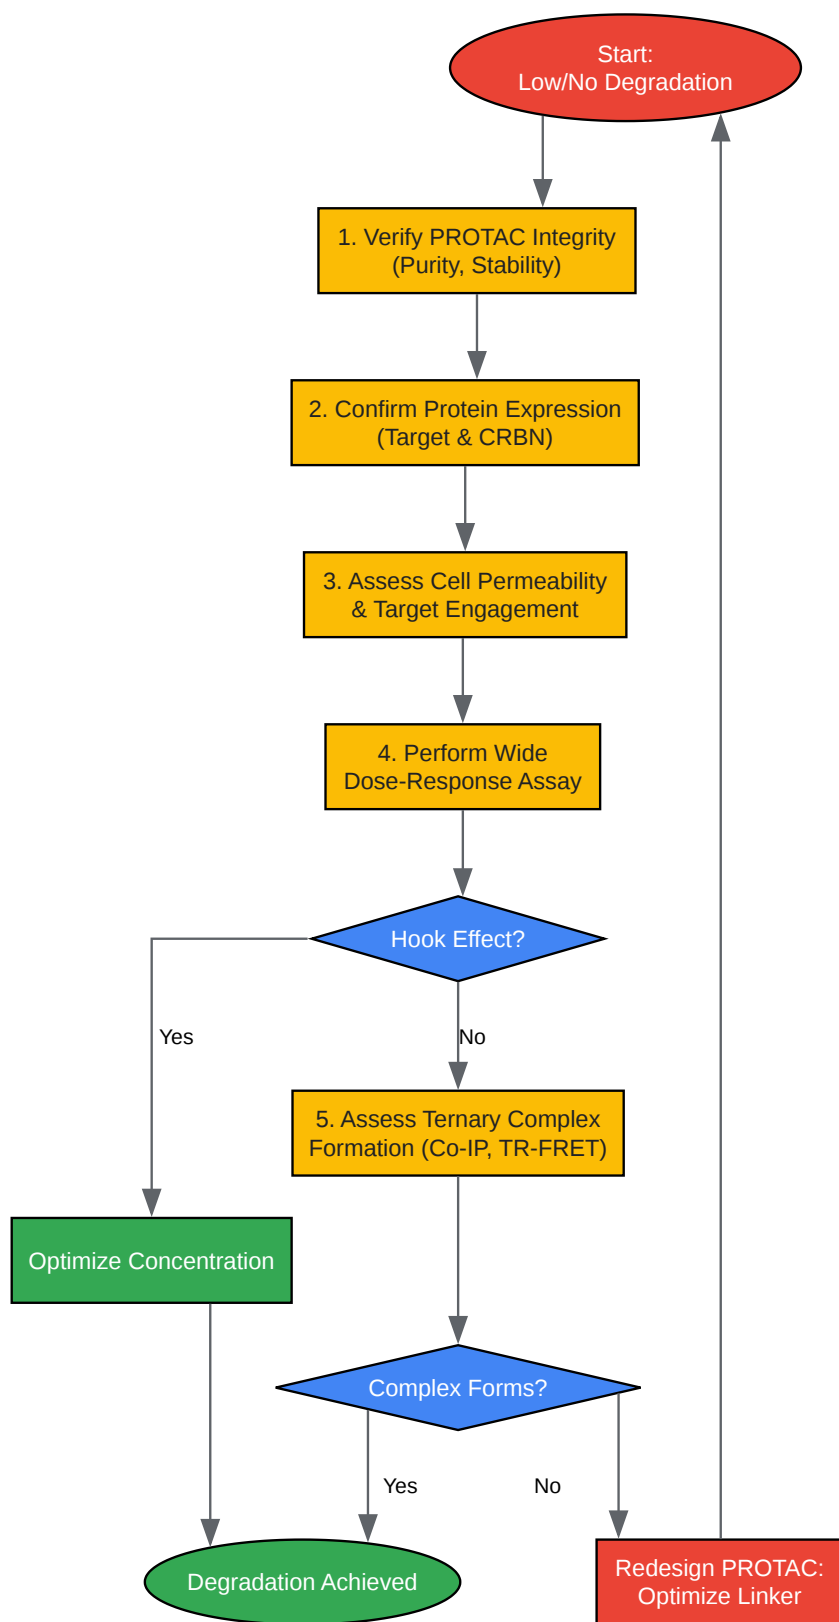 Start:
Low/No Degradation
1. Verify PROTAC Integrity
(Purity, Stability)
2. Confirm Protein Expression
(Target & CRBN)
3. Assess Cell Permeability
& Target Engagement
4. Perform Wide
Dose-Response Assay
Hook Effect?
Yes
No
5. Assess Ternary Complex
Formation (Co-IP, TR-FRET)
Optimize Concentration
Complex Forms?
Yes
No
Degradation Achieved
Redesign PROTAC:
Optimize Linker